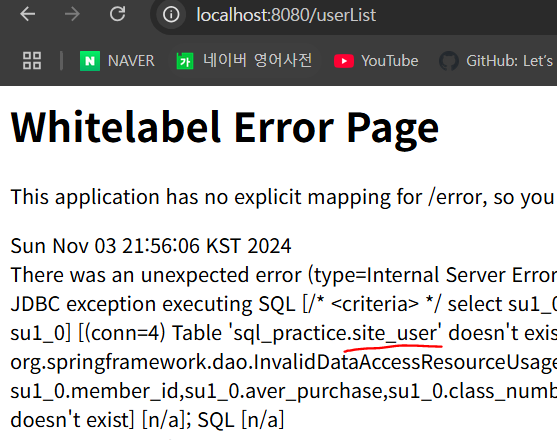 localhost:8080/userList
NAVER 네이버 영어사전 YouTube GitHub: Let's
Whitelabel Error Page
This application has no explicit mapping for /error, so you
Sun Nov 03 21:56:06 KST 2024
There was an unexpected error (type=Internal Server Error
JDBC exception executing SQL [/* <criteria> */ select su1_0
su1_0] [(conn=4) Table 'sql_practice.site_user' doesn't exis
org.springframework.dao.InvalidDataAccessResourceUsage
su1_0.member_id,su1_0.aver_purchase,su1_0.class_numb
doesn't exist] [n/a]; SQL [n/a]